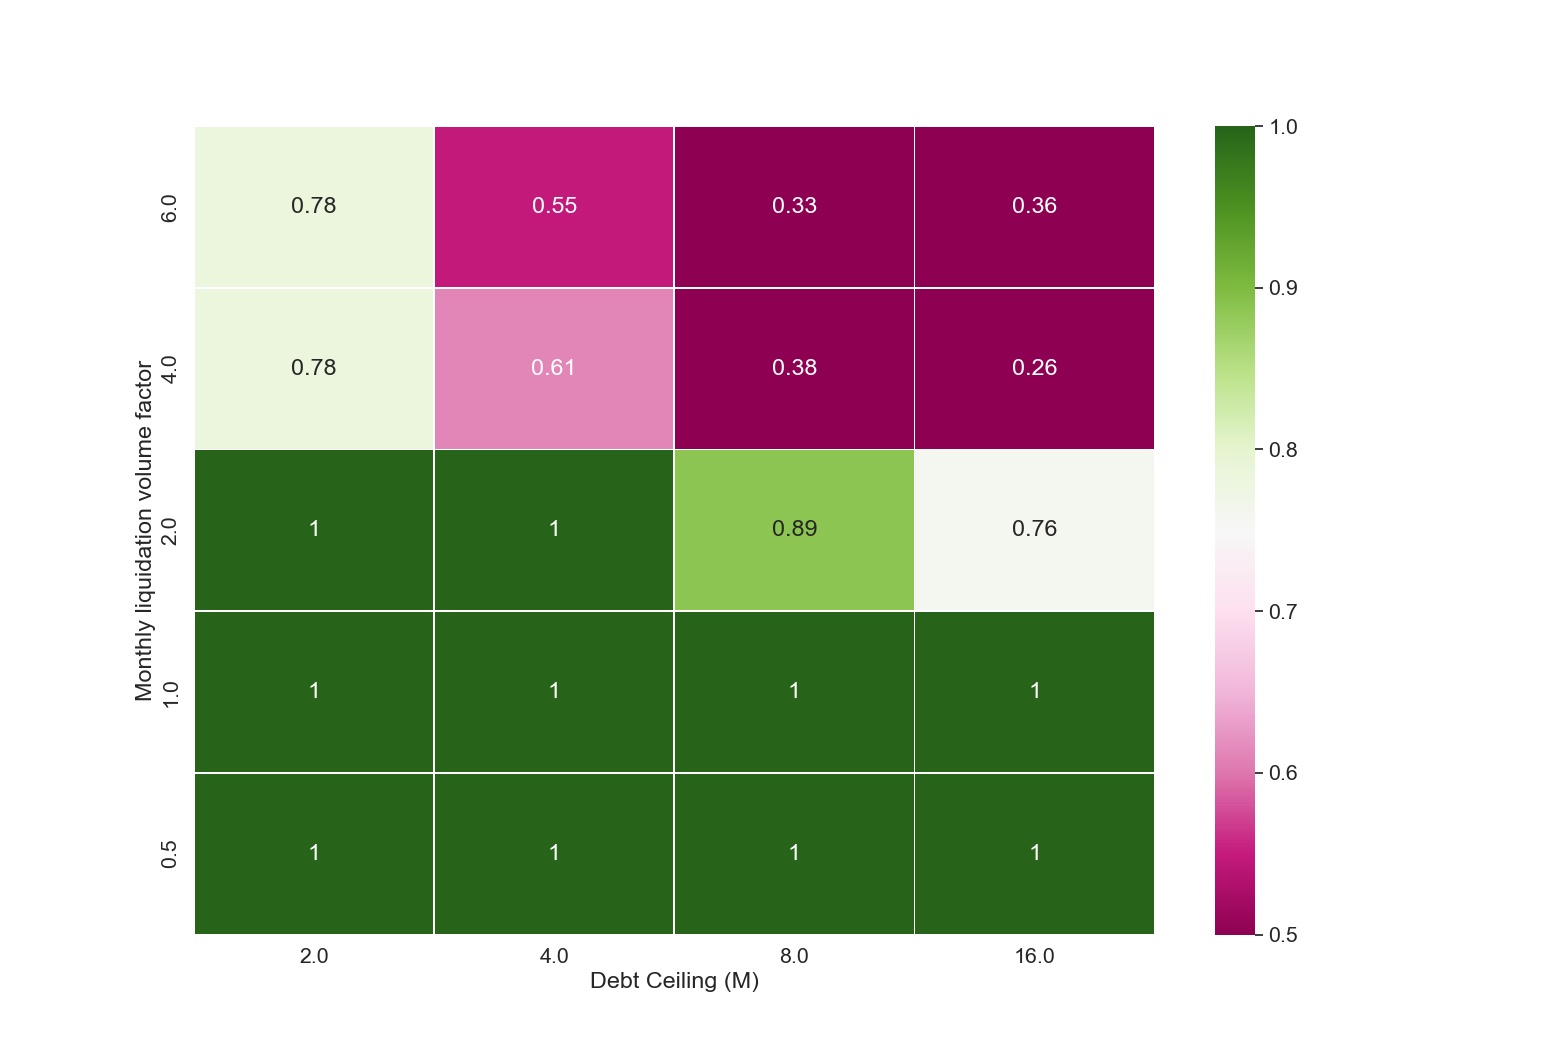 6.0 0.78 0.55 0.33 0.36
4.0 0.78 0.61 0.38 0.26
2.0 1 1 0.89 0.76
1.0 1 1 1 1
0.5 1 1 1 1
2.0 4.0 8.0 16.0
Debt Ceiling (M)
Monthly liquidation volume factor
1.0
0.9
0.8
0.7
0.6
0.5